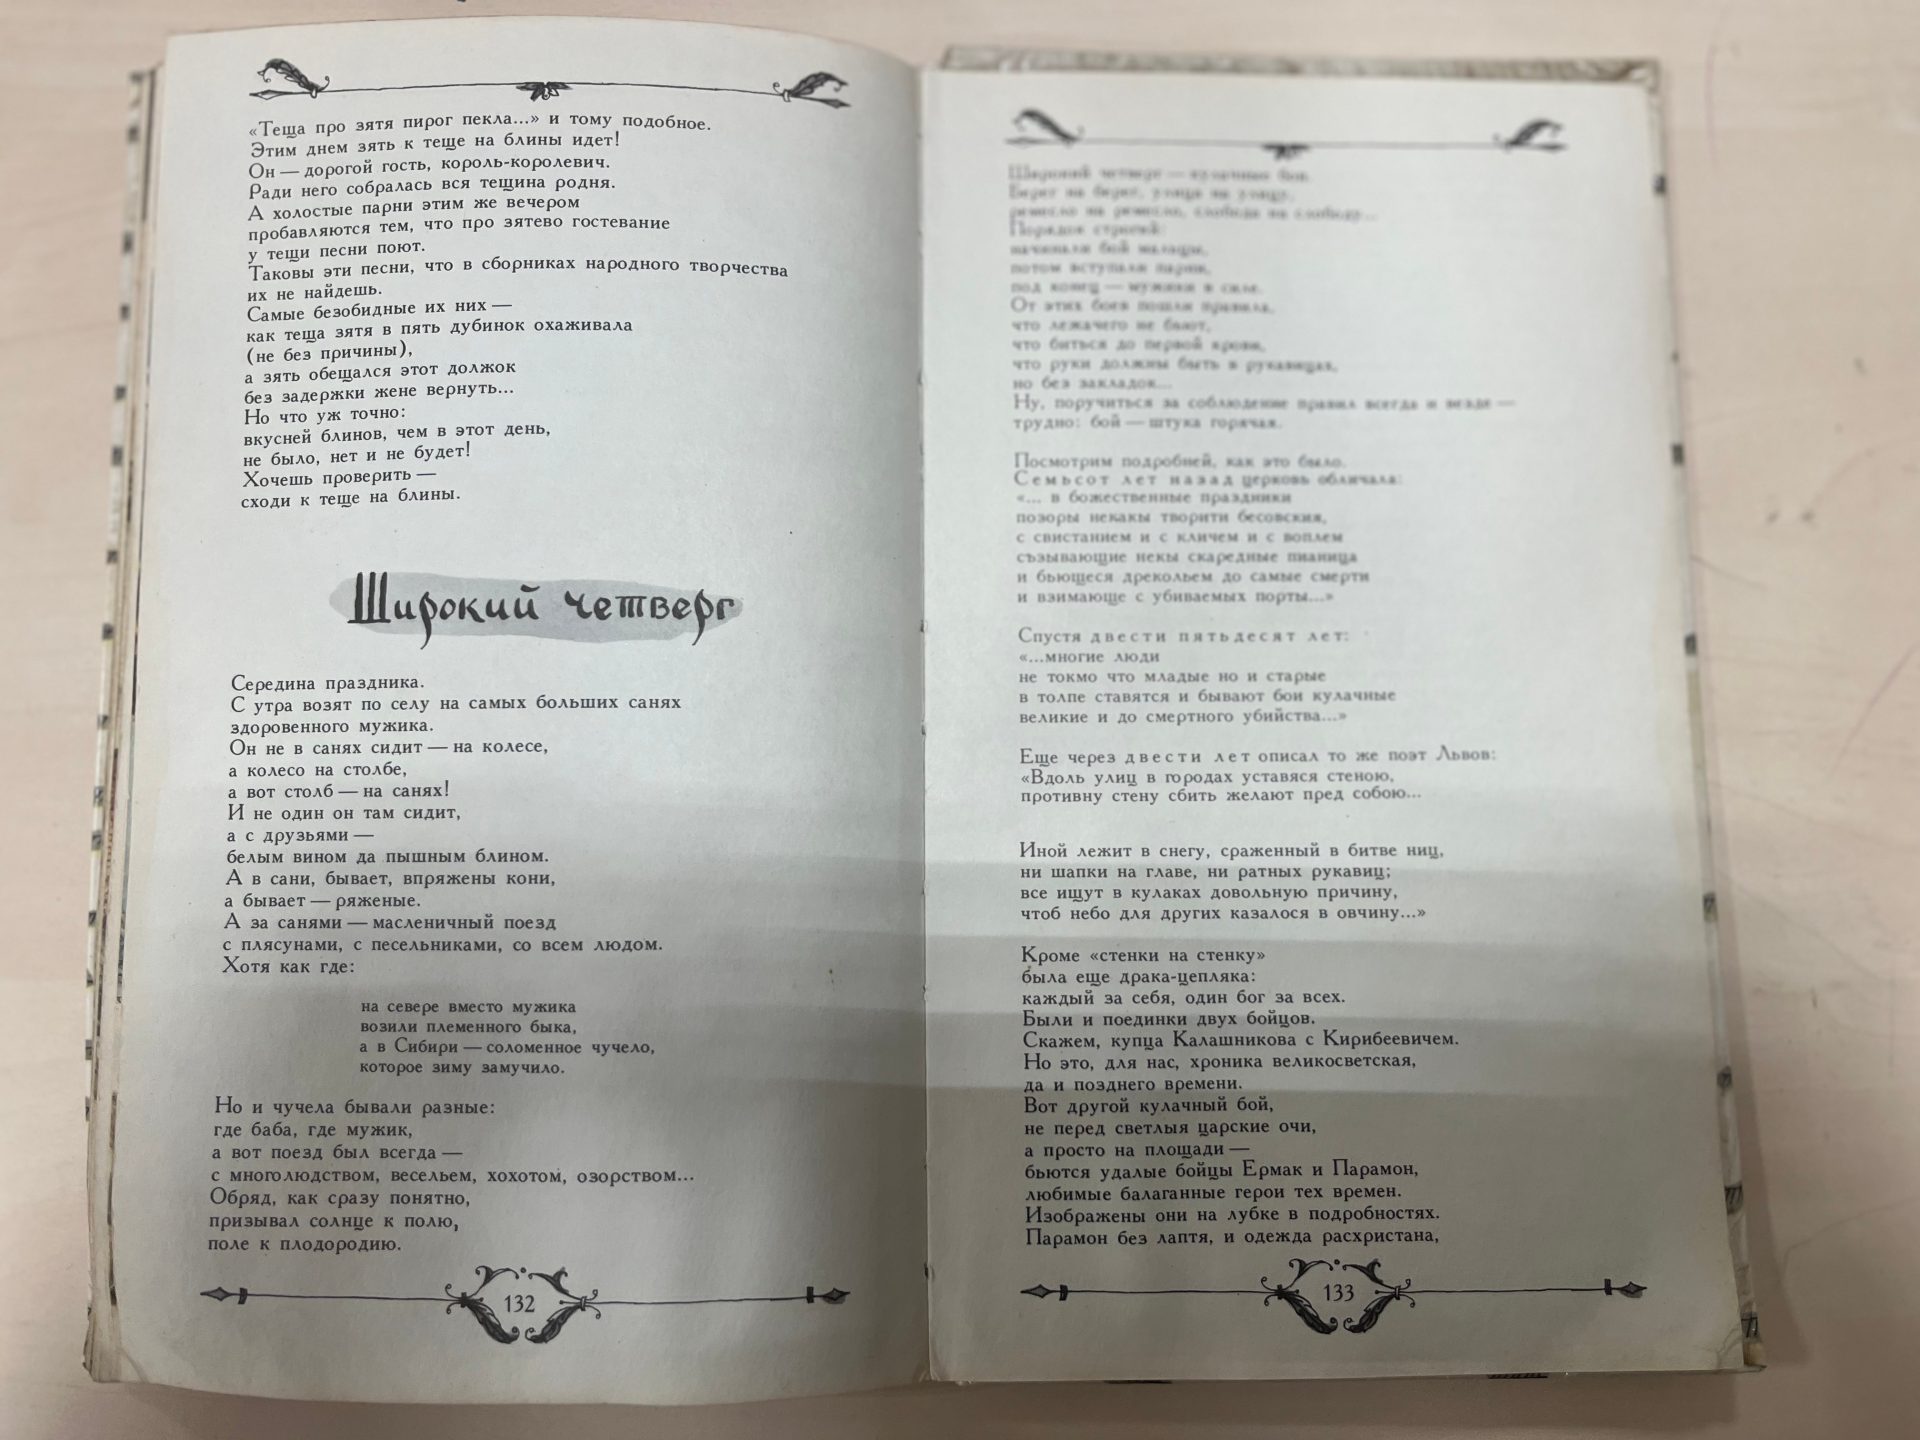 «Теща про зятя пирог пекла...» и тому подобное.
Этим днем зять к теще на блины идет!
Он — дорогой гость, король-королевич.
Ради него собралась вся тещина родня.
А холостые парни этим же вечером
пробавляются тем, что про зятево гостевание
у тещи песни поют.
Таковы эти песни, что в сборниках народного творчества
их не найдешь.
Самые безобидные их них —
как теща зятя в пять дубинок охаживала
(не без причины),
а зять обещался этот должок
без задержки жене вернуть...
Но что уж точно:
вкусней блинов, чем в этот день,
не было, нет и не будет!
Хочешь проверить —
сходи к теще на блины.
Широкий четверг
Середина праздника.
С утра возят по селу на самых больших санях
здоровенного мужика.
Он не в санях сидит — на колесе,
а колесо на столбе,
а вот столб — на санях!
И не один он там сидит,
а с друзьями —
белым вином да пышным блином.
А в сани, бывает, впряжены кони,
а бывает — ряженые.
А за санями — масленичный поезд
с плясунами, с песельниками, со всем людом.
Хотя как где:
на севере вместо мужика
возили племенного быка,
а в Сибири — соломенное чучело,
которое зиму замучило.
Но и чучела бывали разные:
где баба, где мужик,
а вот поезд был всегда —
с многолюдством, весельем, хохотом, озорством...
Обряд, как сразу понятно,
призывал солнце к полю,
поле к плодородию.
132
Широкий четверг — кулачные бои.
Берег на берег, улица на улицу,
ремесло на ремесло, слобода на слободу...
Порядок строгий:
начинали бой мальцы,
потом вступали парни,
под конец — мужики в силе.
От этих боев пошли правила,
что лежачего не бьют,
что биться до первой крови,
что руки должны быть в рукавицах,
но без закладок...
Ну, поручиться за соблюдение правил всегда и везде —
трудно: бой — штука горячая.
Посмотрим подробней, как это было.
Семьсот лет назад церковь обличала:
«... в божественные праздники
позоры некакы творити бесовския,
с свистанием и с кличем и с воплем
съзывающие некы скаредные пианица
и бьющеся дрекольем до самые смерти
и взимающе с убиваемых порты...»
Спустя двести пятьдесят лет:
«...многие люди
не токмо что младые но и старые
в толпе ставятся и бывают бои кулачные
великие и до смертного убийства...»
Еще через двести лет описал то же поэт Львов:
«Вдоль улиц в городах уставяся стеною,
противну стену сбить желают пред собою...
Иной лежит в снегу, сраженный в битве ниц,
ни шапки на главе, ни ратных рукавиц;
все ищут в кулаках довольную причину,
чтоб небо для других казалося в овчину...»
Кроме «стенки на стенку»
была еще драка-цепляка:
каждый за себя, один бог за всех.
Были и поединки двух бойцов.
Скажем, купца Калашникова с Кирибеевичем.
Но это, для нас, хроника великосветская,
да и позднего времени.
Вот другой кулачный бой,
не перед светлыя царские очи,
а просто на площади —
бьются удалые бойцы Ермак и Парамон,
любимые балаганные герои тех времен.
Изображены они на лубке в подробностях.
Парамон без лаптя, и одежда расхристана,
133